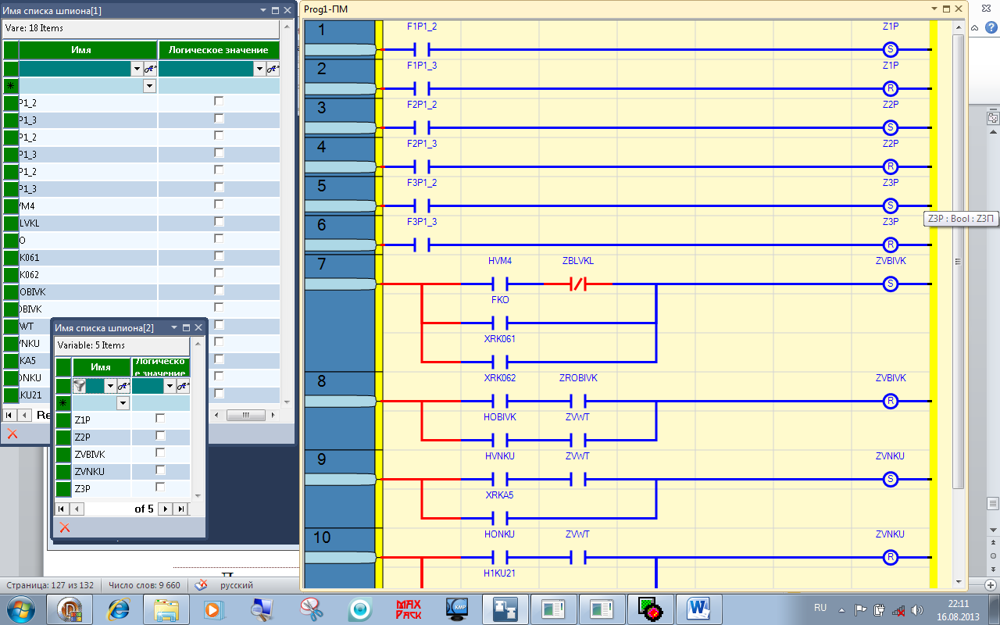 Имя списка шпиона[1]
Vare: 18 Items
Имя
Логическое значение
P1_2
P1_3
P1_2
P1_3
P1_2
P1_3
VM4
LVKL
O
K061
K062
OBIVK
OBIVK
WT
VNKU
KA5
ONKU
KU21
Re
Имя списка шпиона[2]
Variable: 5 Items
Имя
Логическо
е значение
Z1P
Z2P
ZVBIVK
ZVNKU
Z3P
of 5
Prog1-ПМ
1
F1P1_2
Z1P
S
2
F1P1_3
Z1P
R
3
F2P1_2
Z2P
S
4
F2P1_3
Z2P
R
5
F3P1_2
Z3P
S
Z3P : Bool : Z3П
6
F3P1_3
Z3P
R
7
HVM4
ZBLVKL
ZVBIVK
S
FKO
XRK061
8
XRK062
ZROBIVK
ZVBIVK
R
HOBIVK
ZVWT
9
HVNKU
ZVWT
ZVNKU
S
XRKA5
10
HONKU
ZVWT
ZVNKU
R
H1KU21
Страница: 127 из 132
Число слов: 9 660
русский
MAX
PACK
KMP
RU
22:11
16.08.2013